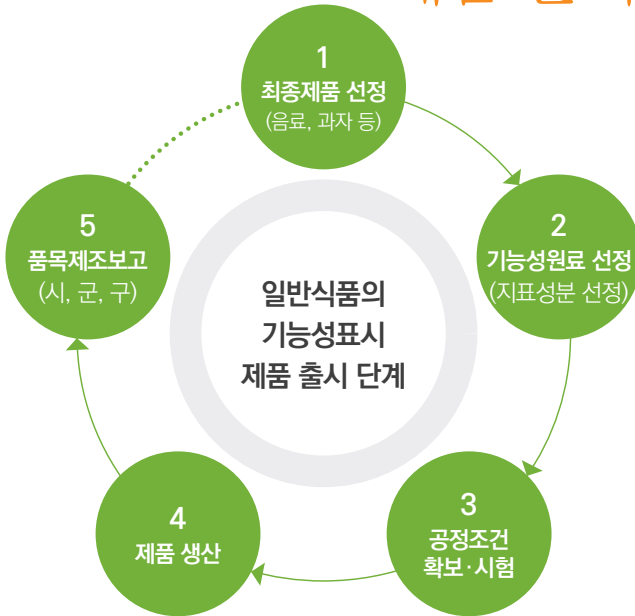 1
최종제품 선정
(음료, 과자 등)
2
기능성원료 선정
(지표성분 선정)
3
공정조건
확보·시험
4
제품 생산
5
품목제조보고
(시, 군, 구)
일반식품의
기능성표시
제품 출시 단계